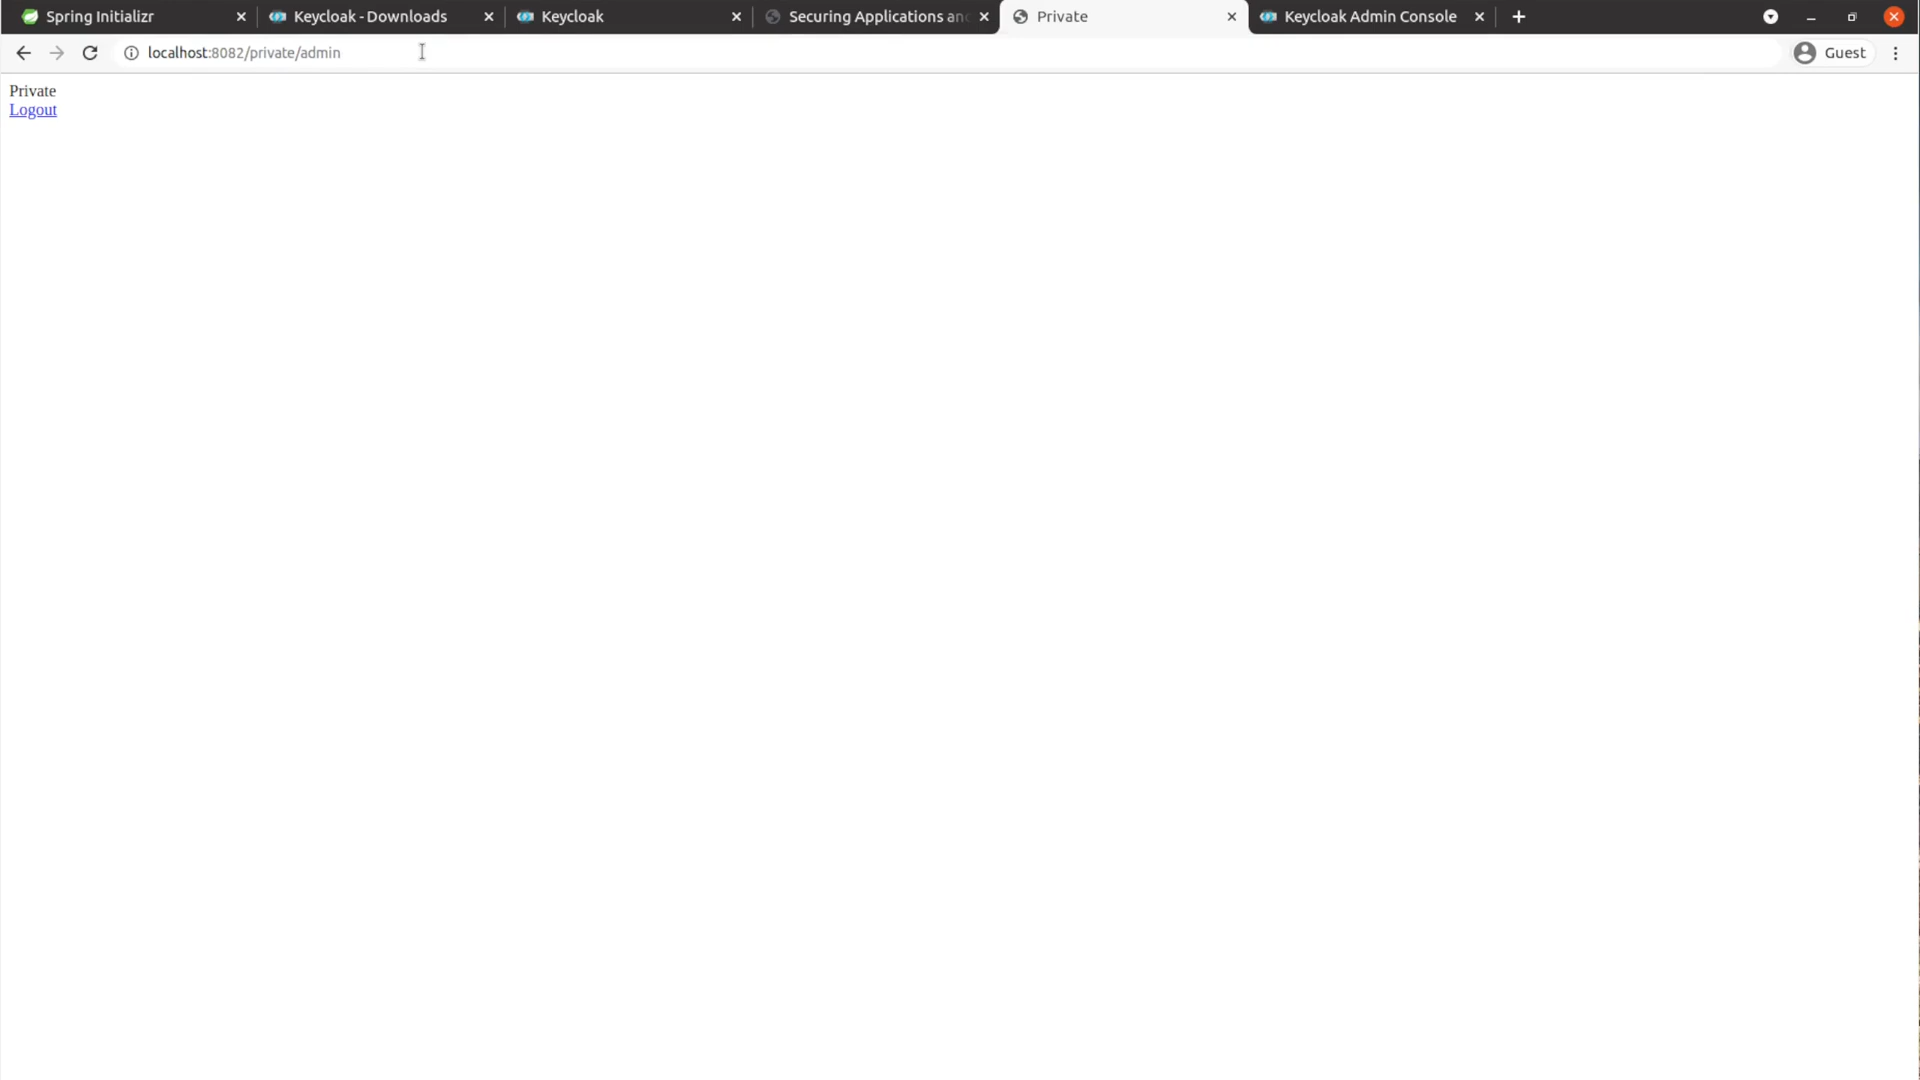 Spring Initializr
Keycloak - Downloads
Keycloak
Securing Applications an
Private
Keycloak Admin Console
localhost:8082/private/admin
Guest
Private
Logout